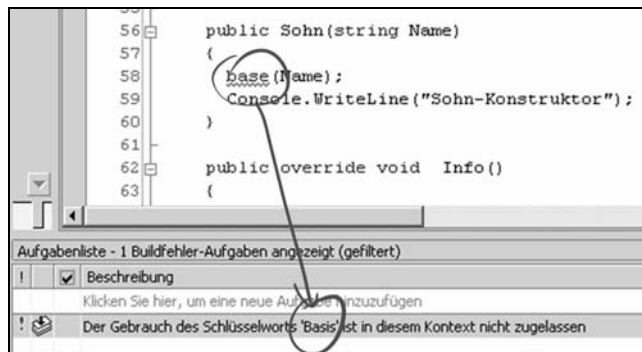 55
56 public Sohn(string Name)
57 {
58 base(Name);
59 Console.WriteLine("Sohn-Konstruktor");
60 }
61
62 public override void Info()
63 {
Aufgabenliste - 1 Buildfehler-Aufgaben angezeigt (gefiltert)
! Beschreibung
Klicken Sie hier, um eine neue Aufgabe hinzuzufügen
! Der Gebrauch des Schlüsselworts 'Basis' ist in diesem Kontext nicht zugelassen